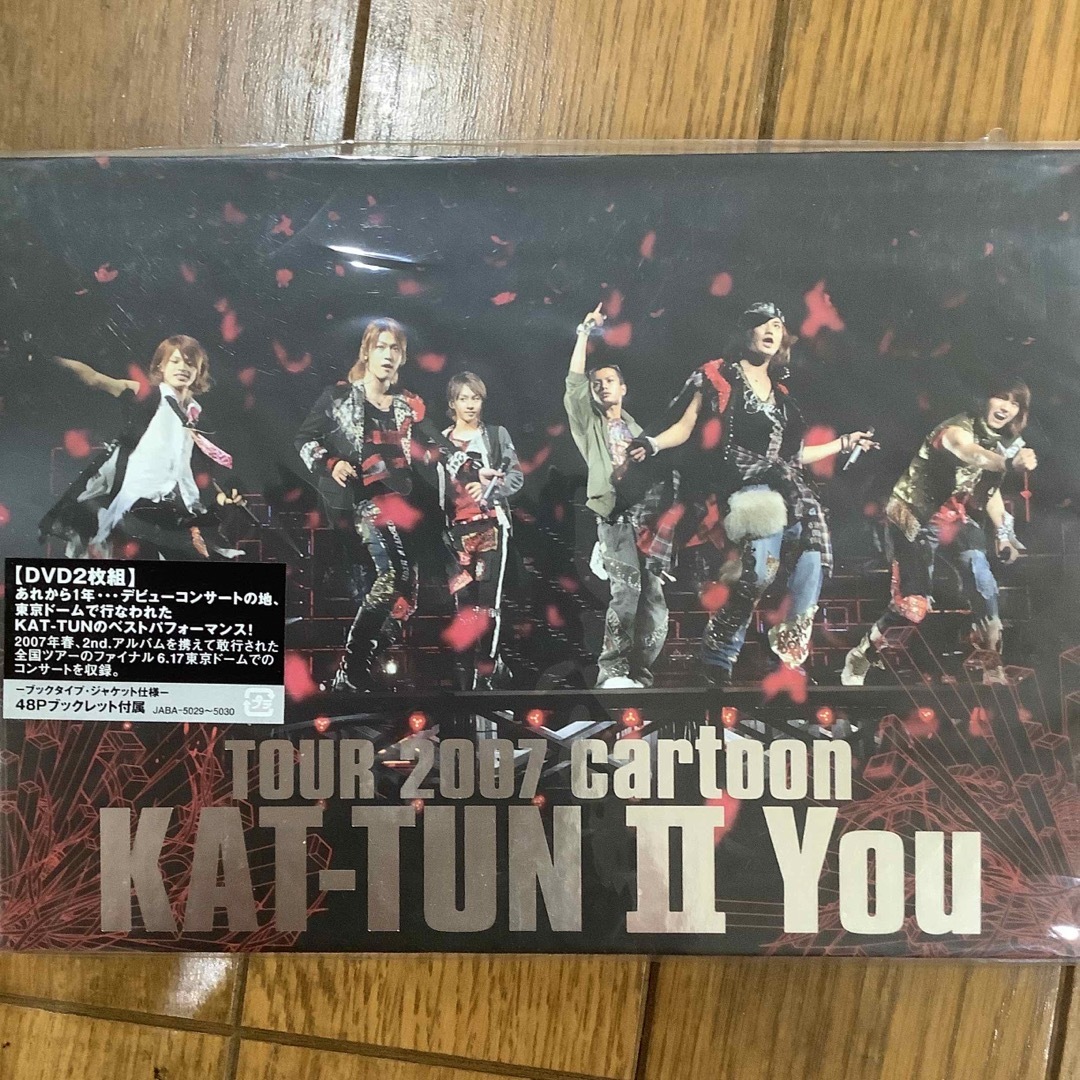 【DVD2枚組】
あれから1年・・・デビューコンサートの地、
東京ドームで行なわれた
KAT-TUNのベストパフォーマンス!
2007年春、2nd.アルバムを携えて敢行された
全国ツアーのファイナル6.17東京ドームでの
コンサートを収録。
ーブックタイプ・ジャケット仕様ー
48Pブックレット付属 JABA-5029〜5030
プラ
TOUR 2007 cartoon
KAT-TUN II You